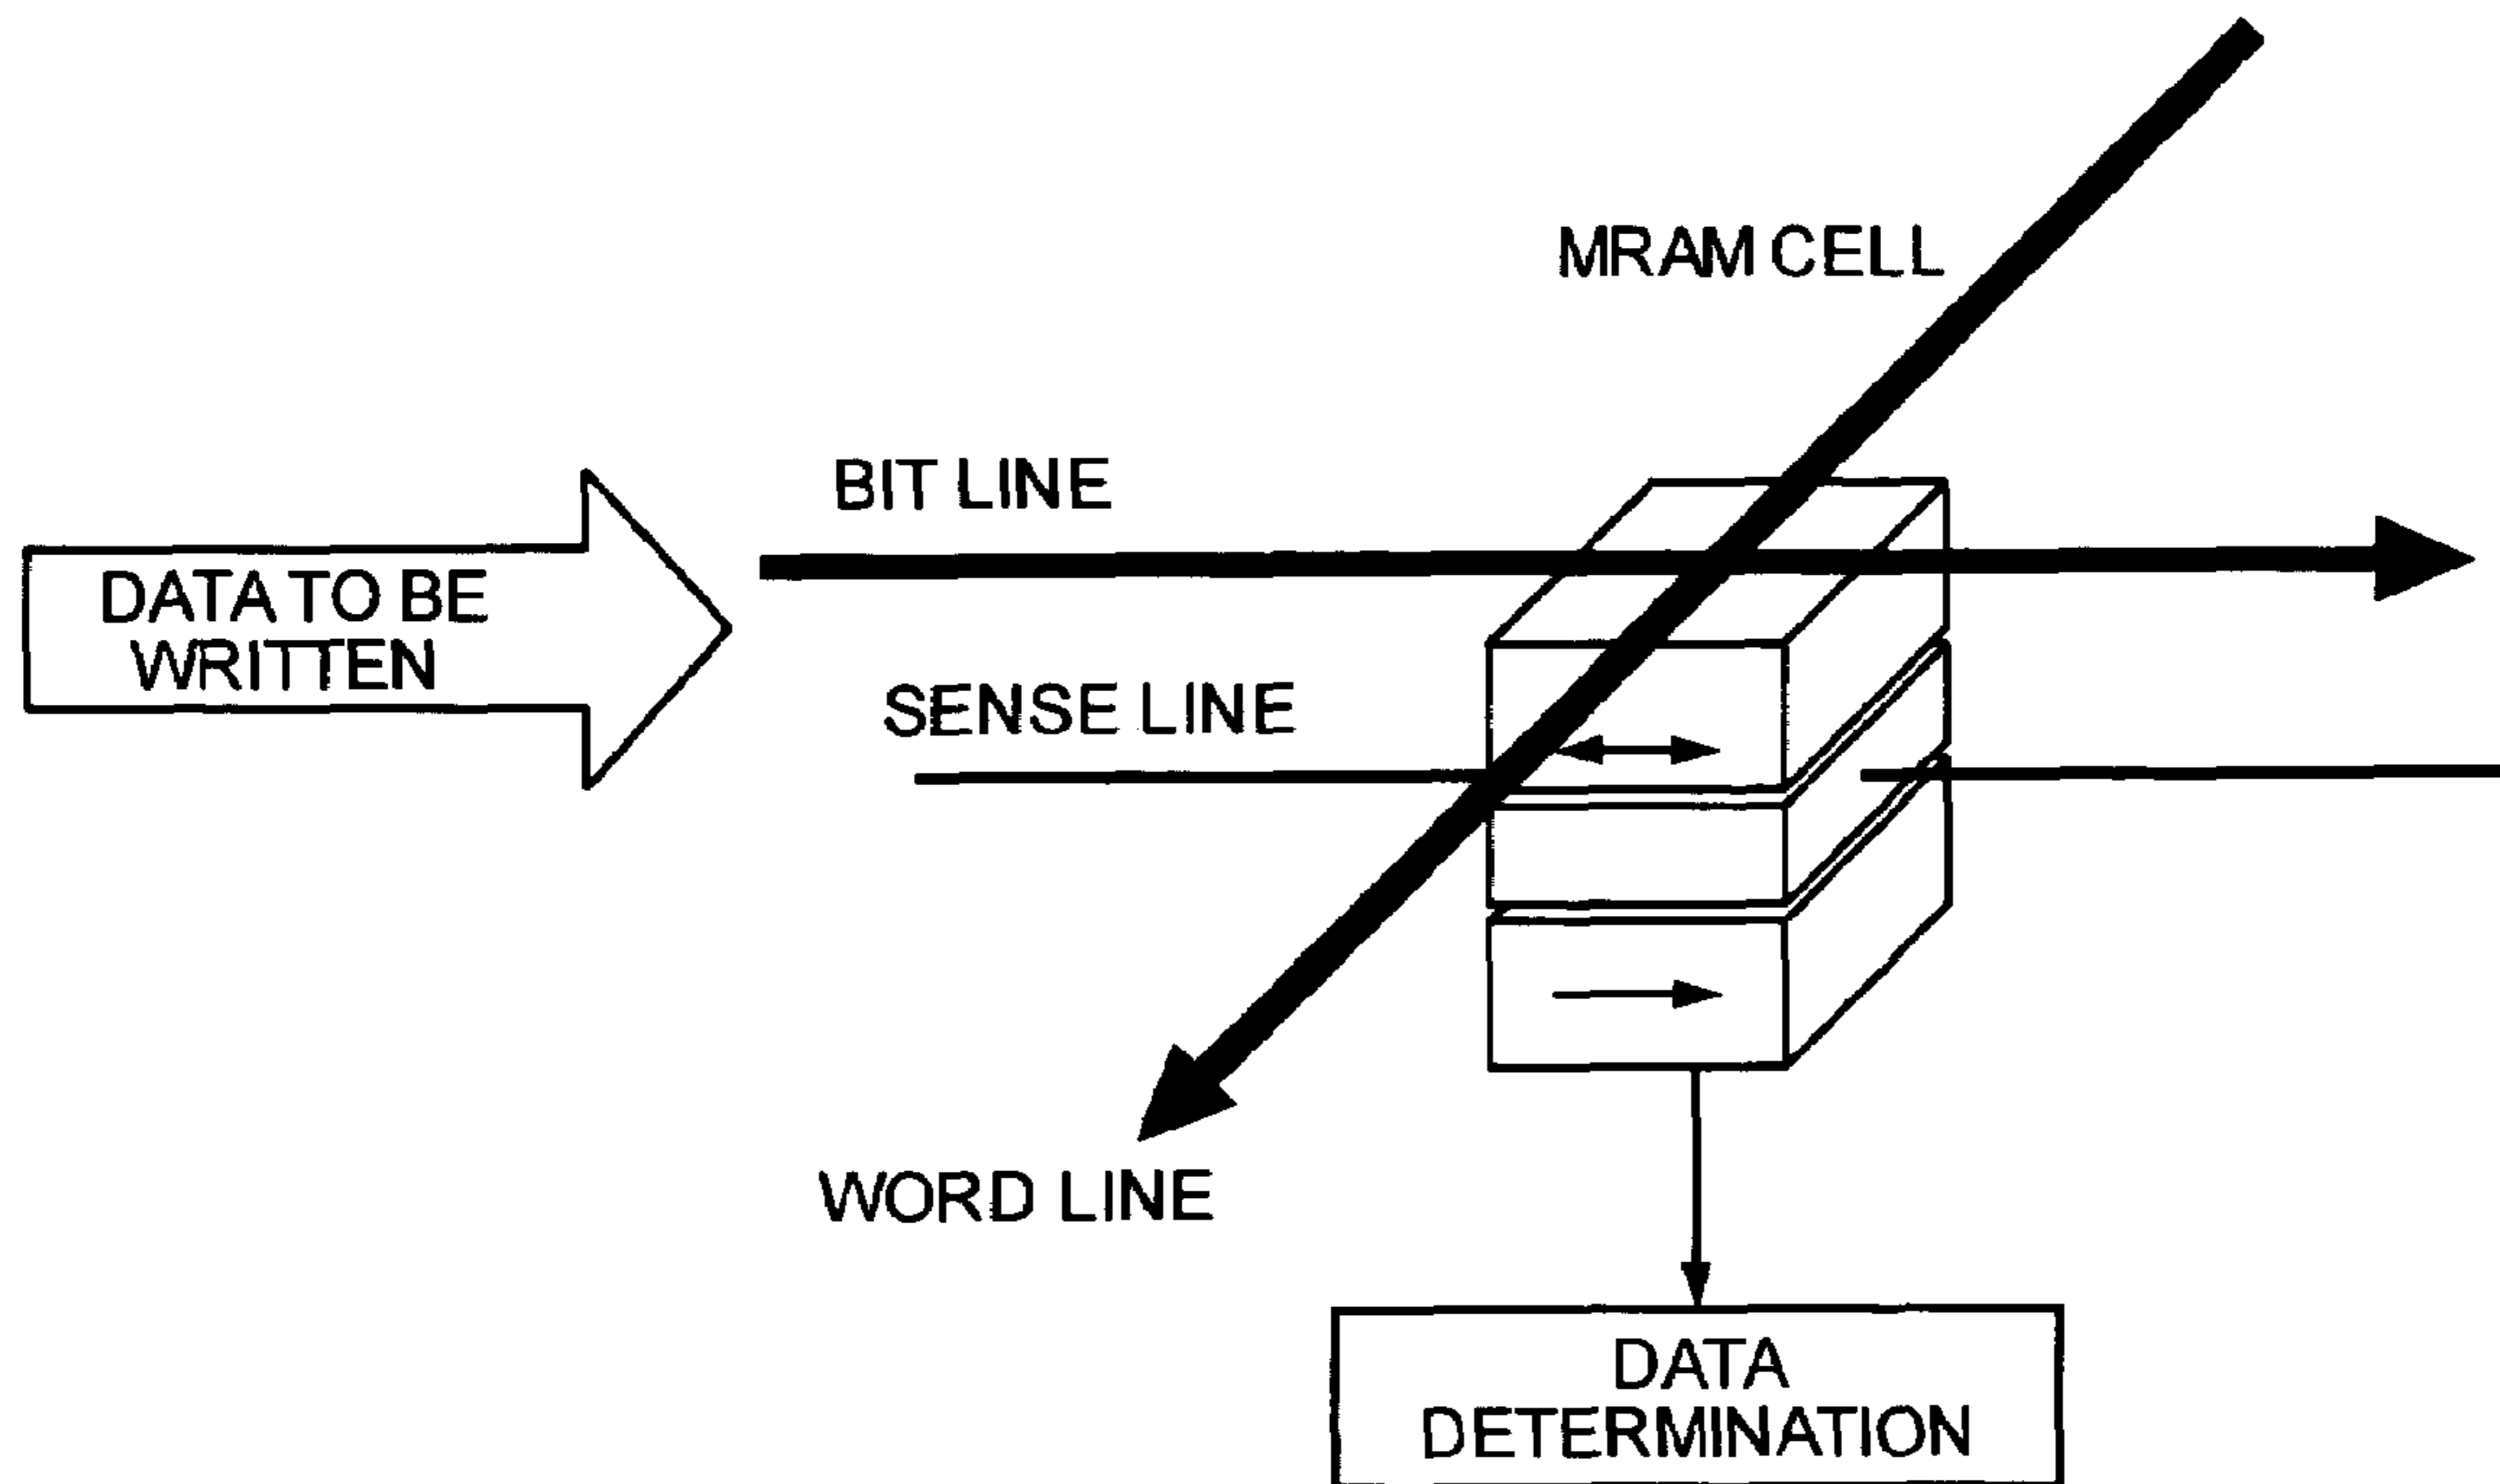 MRAM CELL
BIT LINE
DATA TO BE
WRITTEN
SENSE LINE
WORD LINE
DATA
DETERMINATION